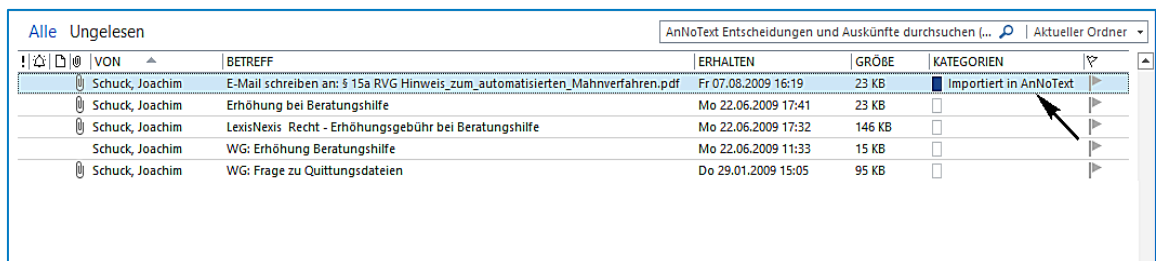 Alle Ungelesen AnNoText Entscheidungen und Auskünfte durchsuchen (... Aktueller Ordner
! VON BETREFF ERHALTEN GRÖßE KATEGORIEN
Schuck, Joachim E-Mail schreiben an: § 15a RVG Hinweis_zum_automatisierten_Mahnverfahren.pdf Fr 07.08.2009 16:19 23 KB Importiert in AnNoText
Schuck, Joachim Erhöhung bei Beratungshilfe Mo 22.06.2009 17:41 23 KB
Schuck, Joachim LexisNexis Recht - Erhöhungsgebühr bei Beratungshilfe Mo 22.06.2009 17:32 146 KB
Schuck, Joachim WG: Erhöhung Beratungshilfe Mo 22.06.2009 11:33 15 KB
Schuck, Joachim WG: Frage zu Quittungsdateien Do 29.01.2009 15:05 95 KB